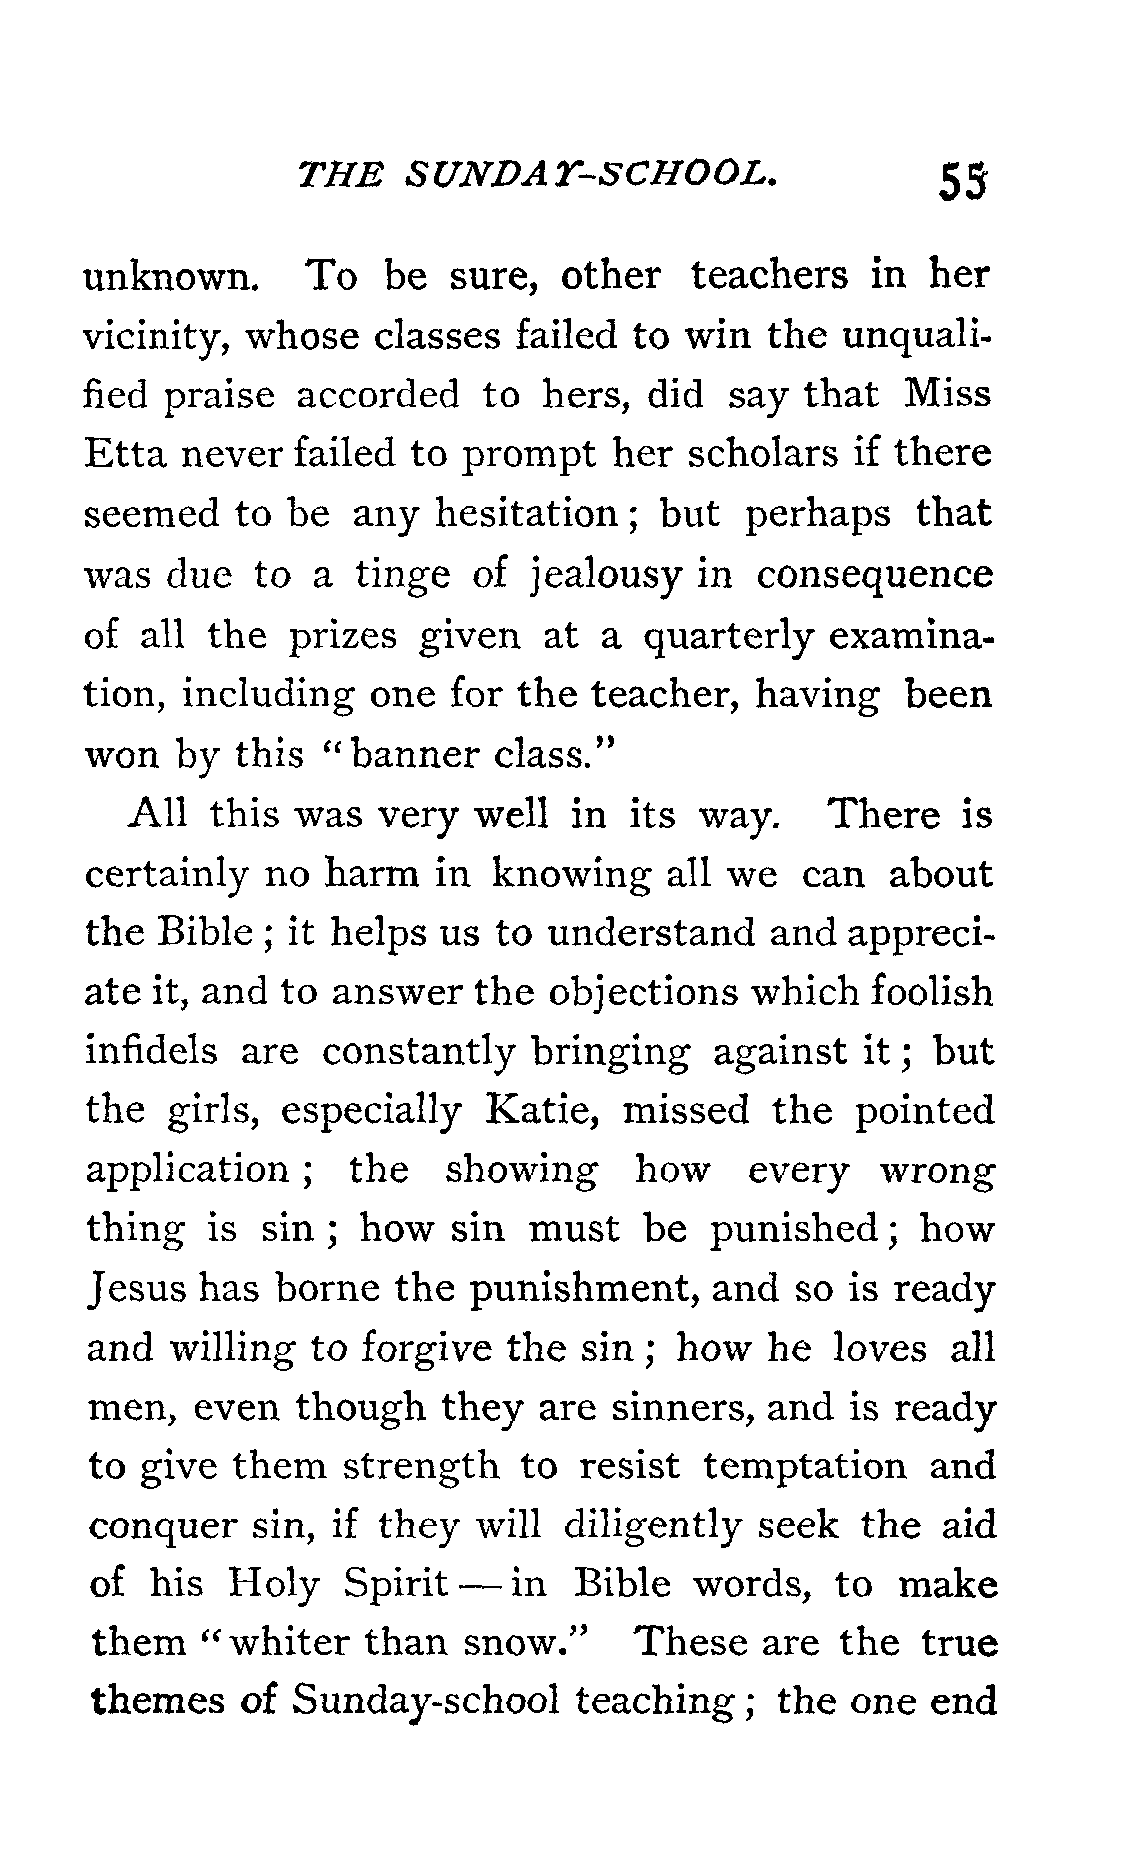 THE SUNDAY-SCHOOL. 55
unknown. To be sure, other teachers in her
vicinity, whose classes failed to win the unquali-
fied praise accorded to hers, did say that Miss
Etta never failed to prompt her scholars if there
seemed to be any hesitation ; but perhaps that
was due to a tinge of jealousy in consequence
of all the prizes given at a quarterly examina-
tion, including one for the teacher, having been
won by this “ banner class.”
All this was very well in its way. There is
certainly no harm in knowing all we can about
the Bible ; it helps us to understand and appreci-
ate it, and to answer the objections which foolish
infidels are constantly bringing against it ; but
the girls, especially Katie, missed the pointed
application ; the showing how every wrong
thing is sin ; how sin must be punished ; how
Jesus has borne the punishment, and so is ready
and willing to forgive the sin ; how he loves all
men, even though they are sinners, and is ready
to give them strength to resist temptation and
conquer sin, if they will diligently seek the aid
of his Holy Spirit — in Bible words, to make
them “ whiter than snow.” These are the true
themes of Sunday-school teaching ; the one end